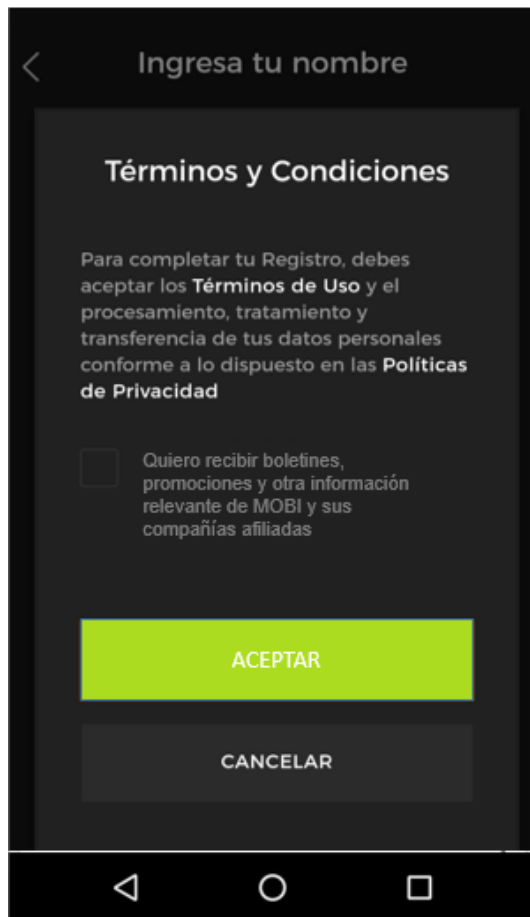 Ingresa tu nombre
Términos y Condiciones
Para completar tu Registro, debes
aceptar los Términos de Uso y el
procesamiento, tratamiento y
transferencia de tus datos personales
conforme a lo dispuesto en las Políticas
de Privacidad
Quiero recibir boletines,
promociones y otra información
relevante de MOBI y sus
compañías afiliadas
ACEPTAR
CANCELAR